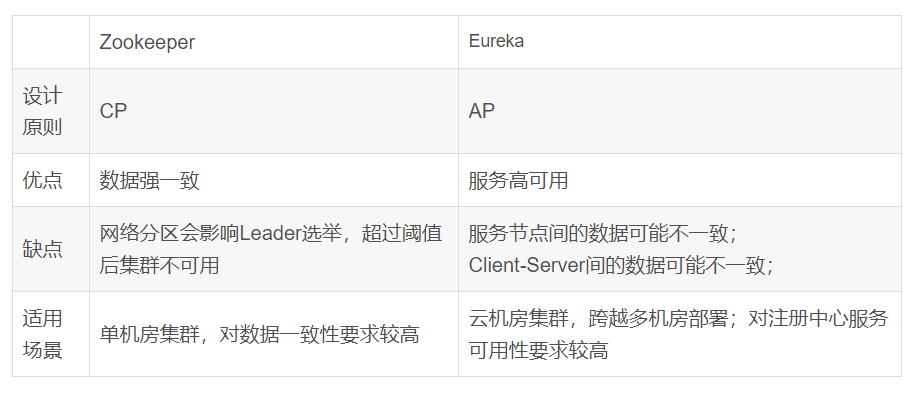 Zookeeper
Eureka
设计
原则
CP
AP
优点
数据强一致
服务高可用
缺点
网络分区会影响Leader选举，超过阈值
后集群不可用
服务节点间的数据可能不一致；
Client-Server间的数据可能不一致；
适用
场景
单机房集群，对数据一致性要求较高
云机房集群，跨越多机房部署；对注册中心服务
可用性要求较高